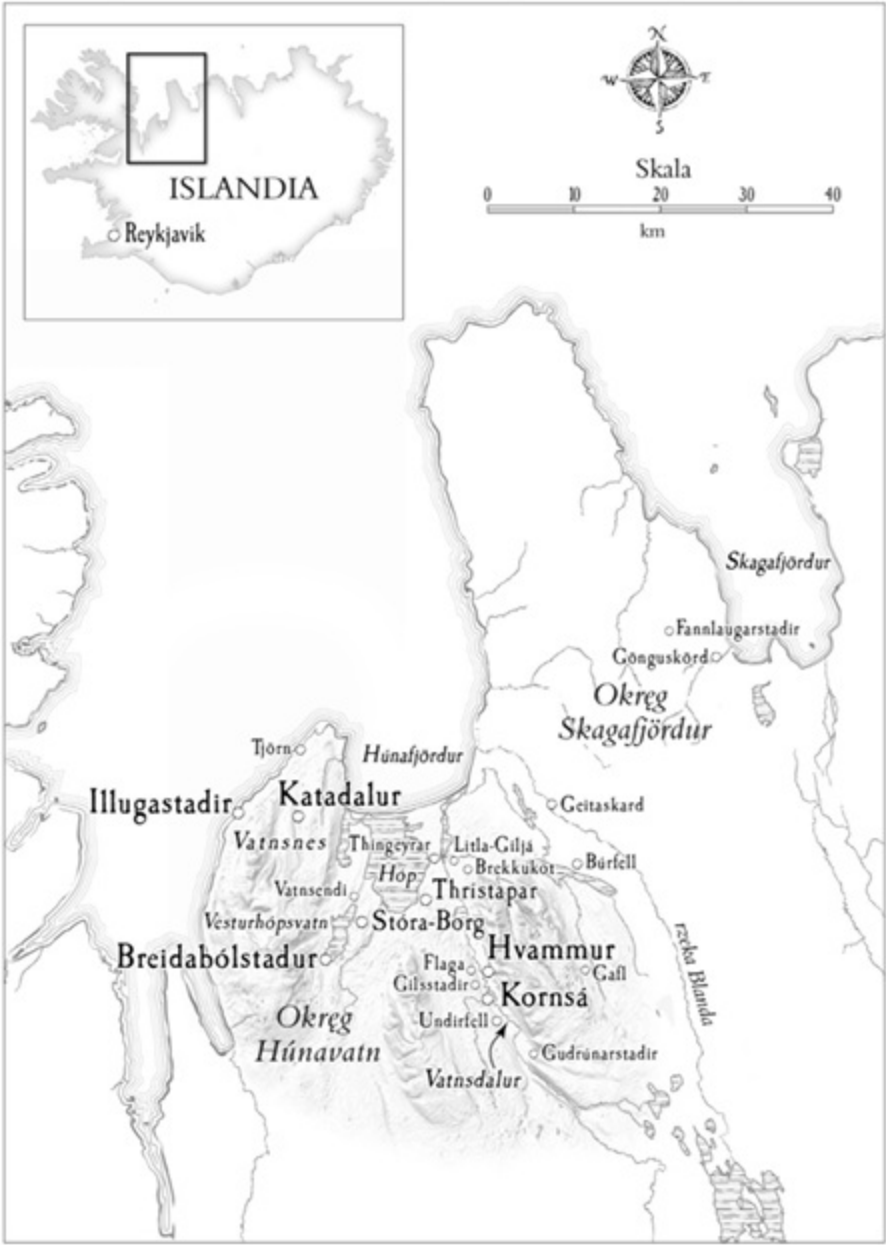 N
W
E
S
ISLANDIA
Reykjavik
Skala
0 10 20 30 40
km
Skagafjördur
Fannlaugarstadir
Gönguskörd
Okręg
Skagafjördur
Tjörn
Húnafjördur
Illugastadir
Katadalur
Geitaskard
Vatnsnes
Thingeyrar
Litla-Giljá
Brekkukot
Búrfell
Hóp
Vatnsendi
Thristapar
Vesturhópsvatn
Stóra-Borg
Breidabólstadur
Hvammur
Flaga
Gafl
Gilsstadir
Kornsá
rzeka Blanda
Okręg
Húnavatn
Undirfell
Gudrúnarstadir
Vatnsdalur